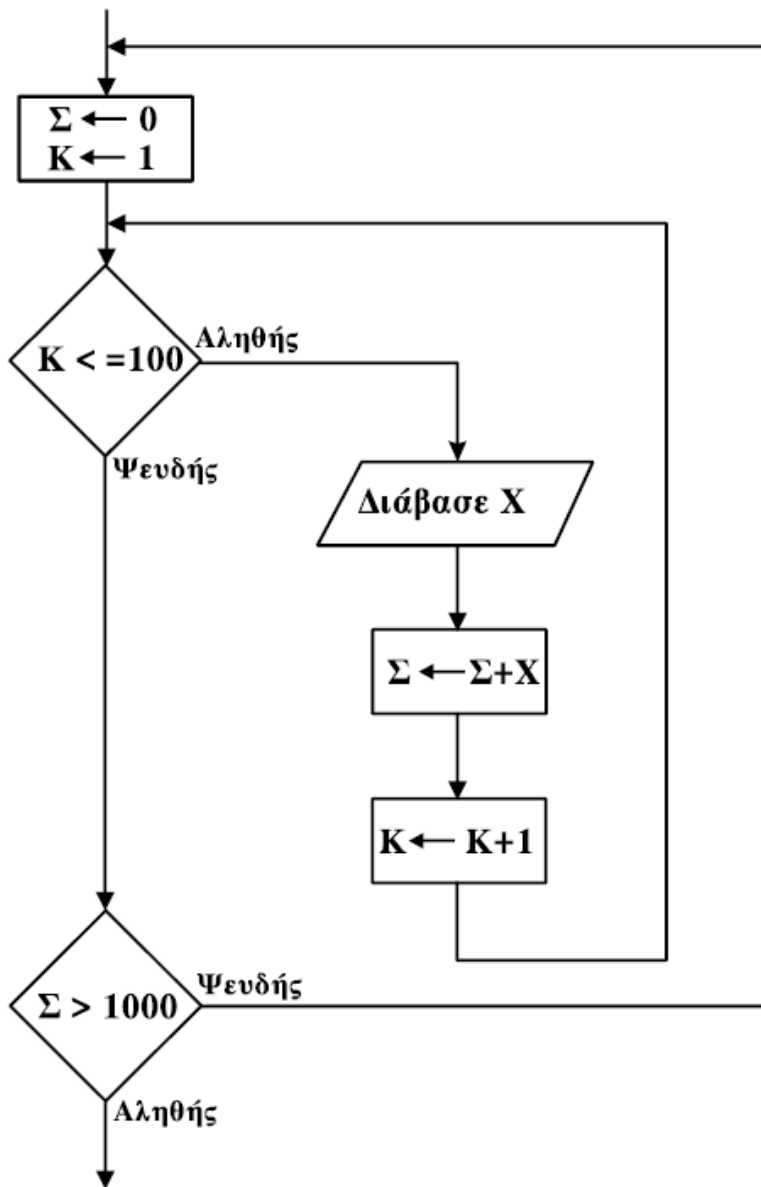 Σ ← 0
Κ ← 1
Κ < =100
Αληθής
Ψευδής
Διάβασε Χ
Σ ← Σ+Χ
Κ ← Κ+1
Σ > 1000
Ψευδής
Αληθής